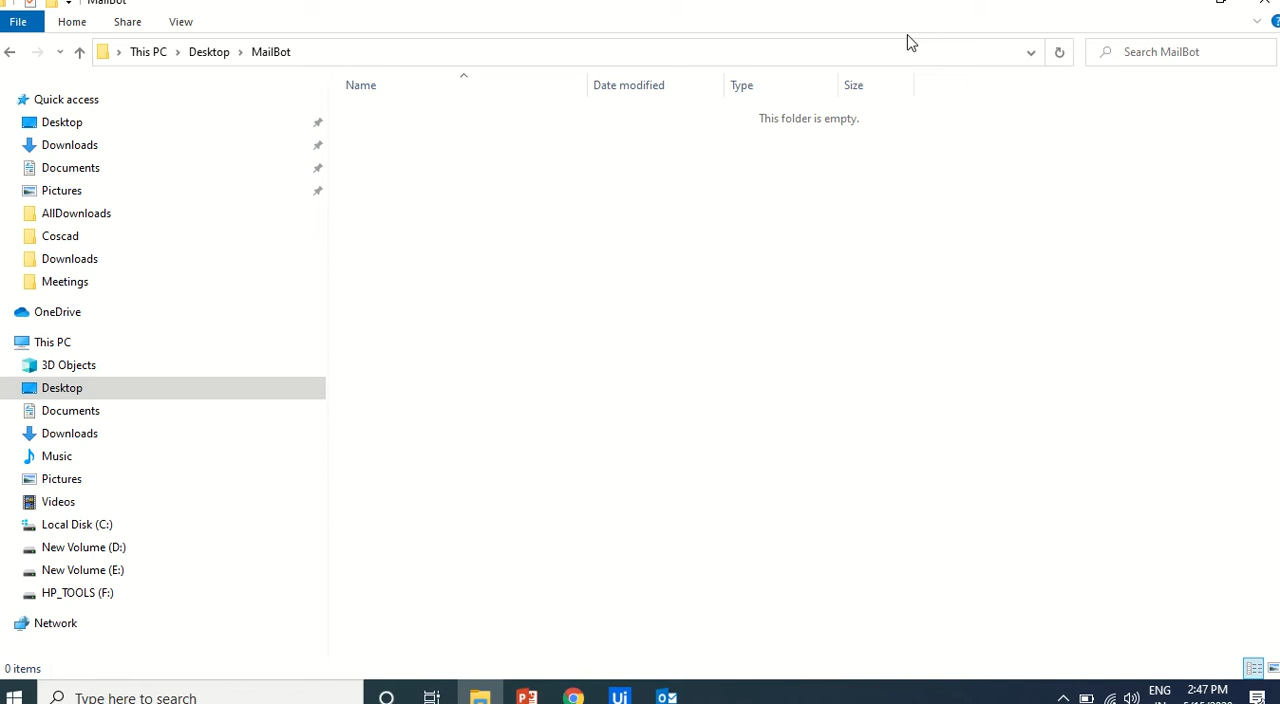 MailBot
File Home Share View
This PC Desktop MailBot Search MailBot
Name Date modified Type Size
This folder is empty.
Quick access
Desktop
Downloads
Documents
Pictures
AllDownloads
Coscad
Downloads
Meetings
OneDrive
This PC
3D Objects
Desktop
Documents
Downloads
Music
Pictures
Videos
Local Disk (C:)
New Volume (D:)
New Volume (E:)
HP_TOOLS (F:)
Network
0 items
Type here to search
Ui
ENG
2:47 PM